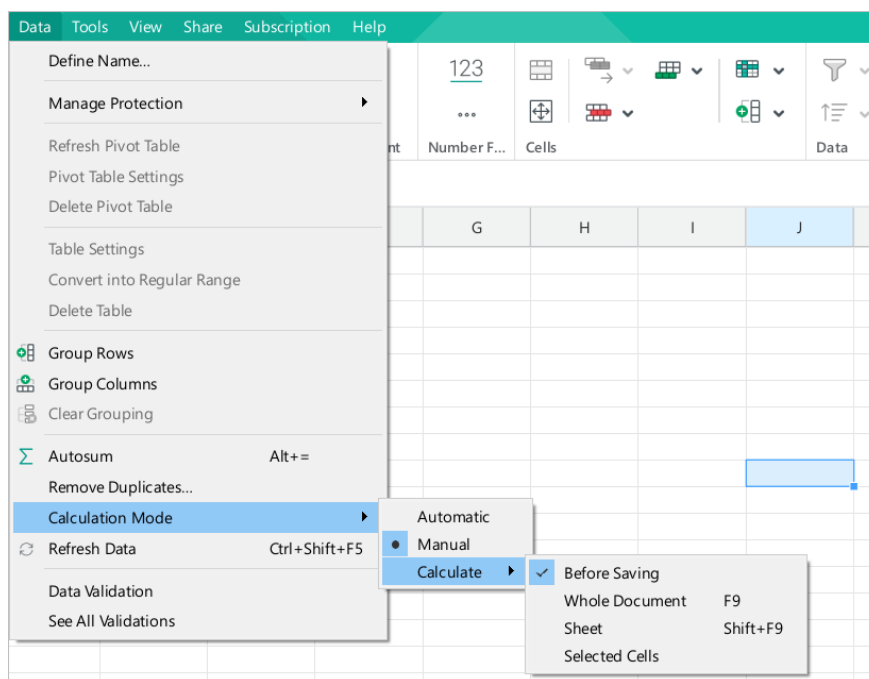 Data Tools View Share Subscription Help
Define Name...
Manage Protection
Refresh Pivot Table
Pivot Table Settings
Delete Pivot Table
Table Settings
Convert into Regular Range
Delete Table
Group Rows
Group Columns
Clear Grouping
Autosum Alt+=
Remove Duplicates...
Calculation Mode
Refresh Data Ctrl+Shift+F5
Data Validation
See All Validations
Automatic
Manual
Calculate
Before Saving
Whole Document F9
Sheet Shift+F9
Selected Cells
123
nt Number F... Cells Data
G H I J